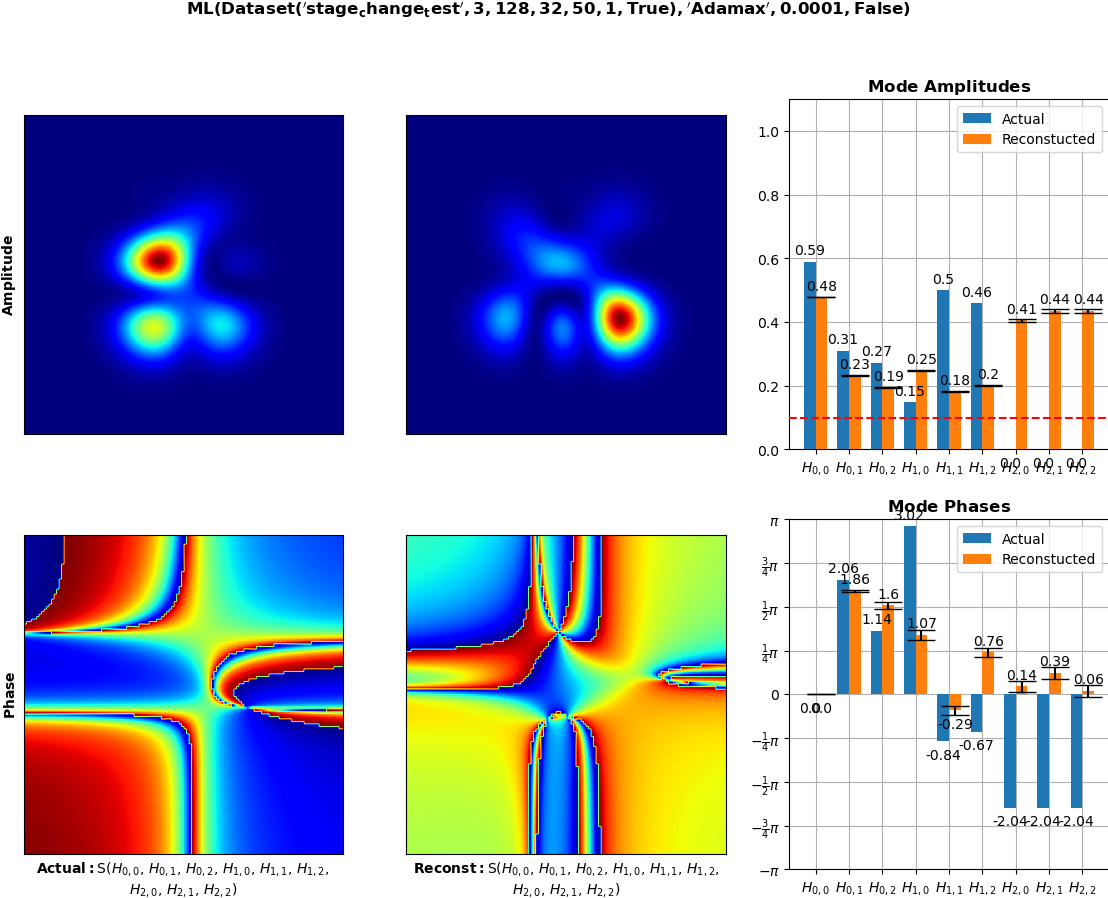 ML(Dataset('stage_change_test', 3, 128, 32, 50, 1, True), 'Adamax', 0.0001, False)
Amplitude
Mode Amplitudes
Actual
Reconstucted
1.0
0.8
0.6
0.4
0.2
0.0
0.59
0.48
0.31
0.23
0.27
0.19
0.15
0.25
0.5
0.18
0.46
0.2
0.0
0.41
0.0
0.44
0.0
0.44
H0,0 H0,1 H0,2 H1,0 H1,1 H1,2 H2,0 H2,1 H2,2
Phase
Mode Phases
Actual
Reconstucted
π
3/4π
1/2π
1/4π
0
−1/4π
−1/2π
−3/4π
−π
0.0
0.0
2.06
1.86
1.14
1.6
3.02
1.07
-0.84
-0.29
-0.67
0.76
-2.04
0.14
-2.04
0.39
-2.04
0.06
H0,0 H0,1 H0,2 H1,0 H1,1 H1,2 H2,0 H2,1 H2,2
Actual: S(H0,0, H0,1, H0,2, H1,0, H1,1, H1,2,
H2,0, H2,1, H2,2)
Reconst: S(H0,0, H0,1, H0,2, H1,0, H1,1, H1,2,
H2,0, H2,1, H2,2)